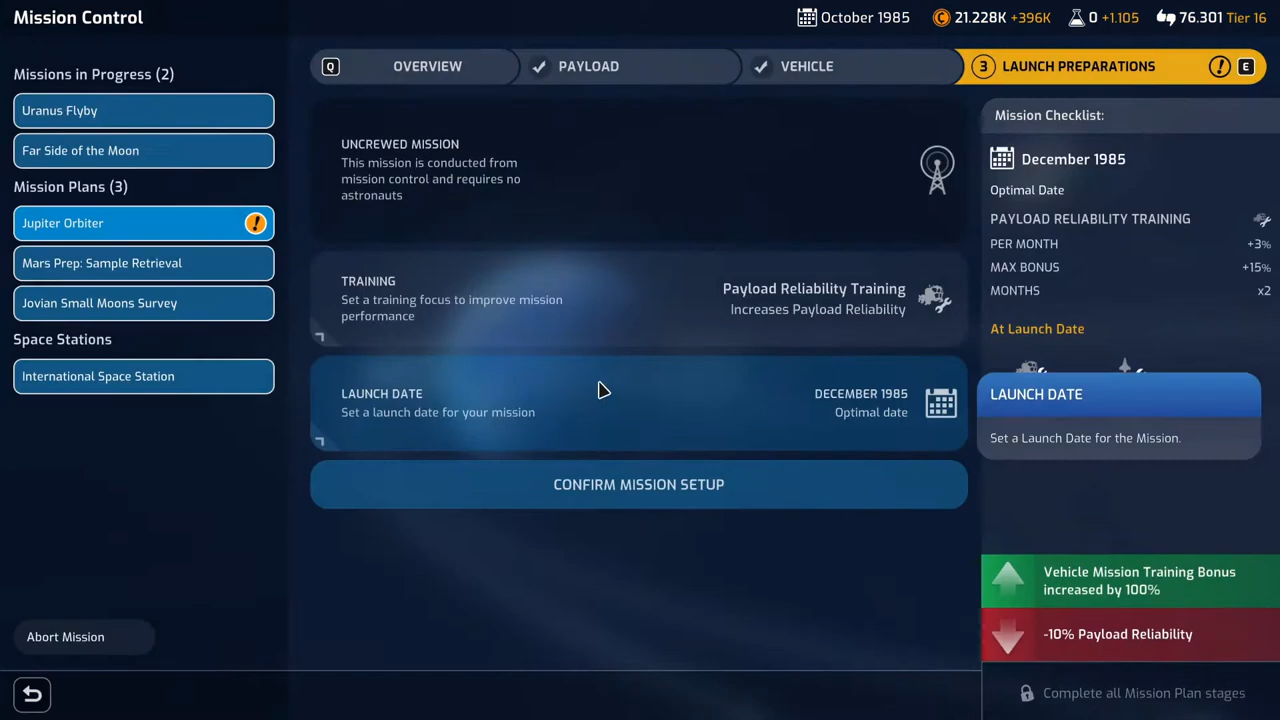 Mission Control
October 1985
21.228K +396K
0 +1.105
76.301 Tier 16
Missions in Progress (2)
Uranus Flyby
Far Side of the Moon
Mission Plans (3)
Jupiter Orbiter
!
Mars Prep: Sample Retrieval
Jovian Small Moons Survey
Space Stations
International Space Station
Abort Mission
Q
OVERVIEW
PAYLOAD
VEHICLE
3
LAUNCH PREPARATIONS
!
E
UNCREWED MISSION
This mission is conducted from
mission control and requires no
astronauts
TRAINING
Set a training focus to improve mission
performance
Payload Reliability Training
Increases Payload Reliability
LAUNCH DATE
Set a launch date for your mission
DECEMBER 1985
Optimal date
CONFIRM MISSION SETUP
Mission Checklist:
December 1985
Optimal Date
PAYLOAD RELIABILITY TRAINING
PER MONTH +3%
MAX BONUS +15%
MONTHS x2
At Launch Date
LAUNCH DATE
Set a Launch Date for the Mission.
Vehicle Mission Training Bonus
increased by 100%
-10% Payload Reliability
Complete all Mission Plan stages